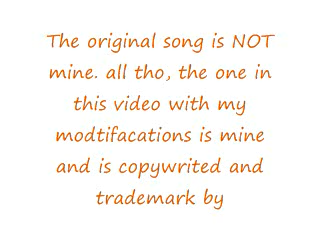 The original song is NOT
mine. all tho, the one in
this video with my
modtifacations is mine
and is copywrited and
trademark by